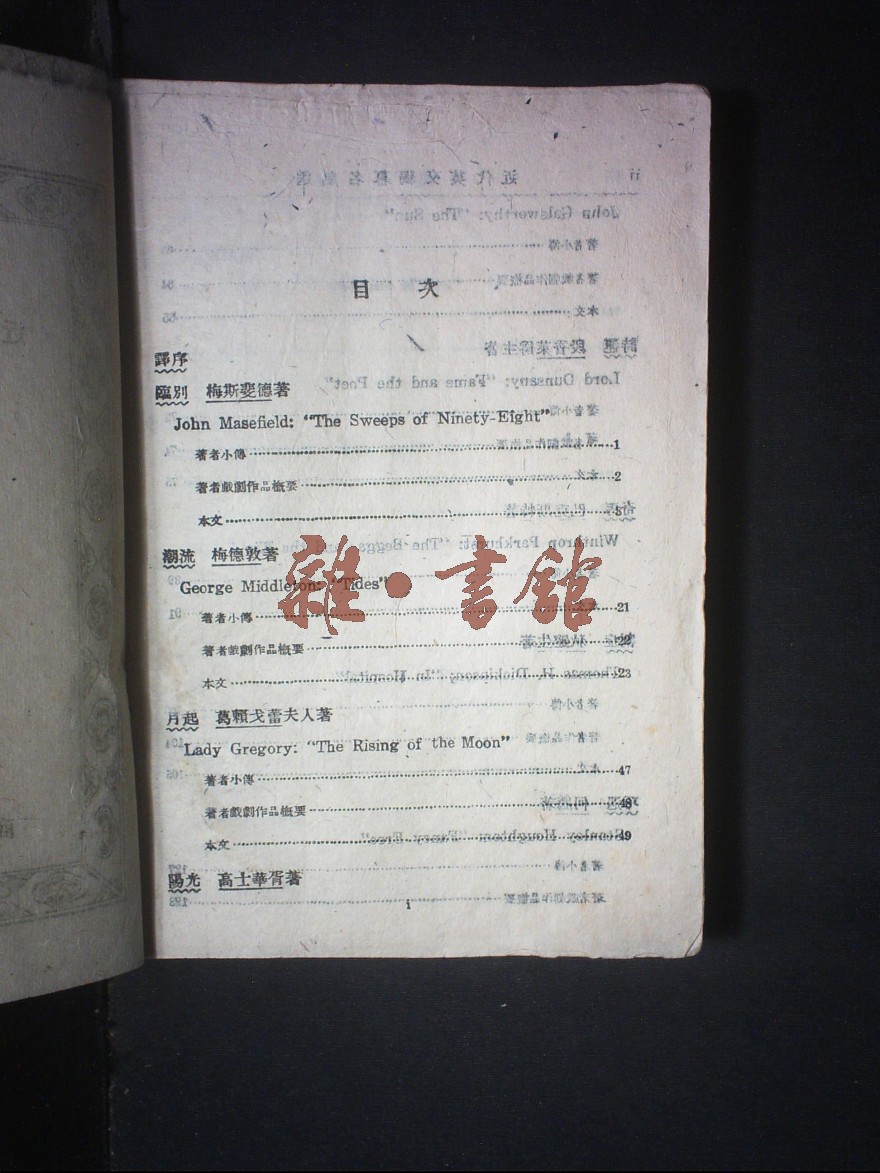 目 次
譯序
臨別 梅斯斐德著
John Masefield: "The Sweeps of Ninety-Eight"
著者小傳 1
著者戲劇作品概要 2
本文 3
潮流 梅德敦著
George Middleton: "Tides"
著者小傳 21
著者戲劇作品概要 22
本文 23
月起 葛賴戈蕾夫人著
Lady Gregory: "The Rising of the Moon"
著者小傳 47
著者戲劇作品概要 48
本文 49
陽光 高士華胥著
i
雜·書館